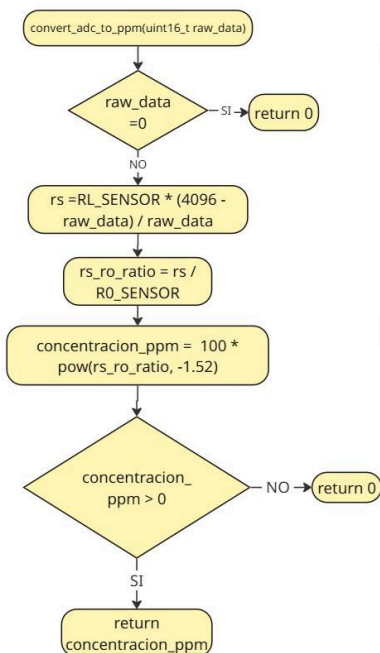 convert_adc_to_ppm(uint16_t raw_data)
raw_data
=0
SI
return 0
NO
rs =RL_SENSOR * (4096 -
raw_data) / raw_data
rs_ro_ratio = rs /
R0_SENSOR
concentracion_ppm =  100 *
pow(rs_ro_ratio, -1.52)
concentracion_
ppm > 0
NO
return 0
SI
return
concentracion_ppm